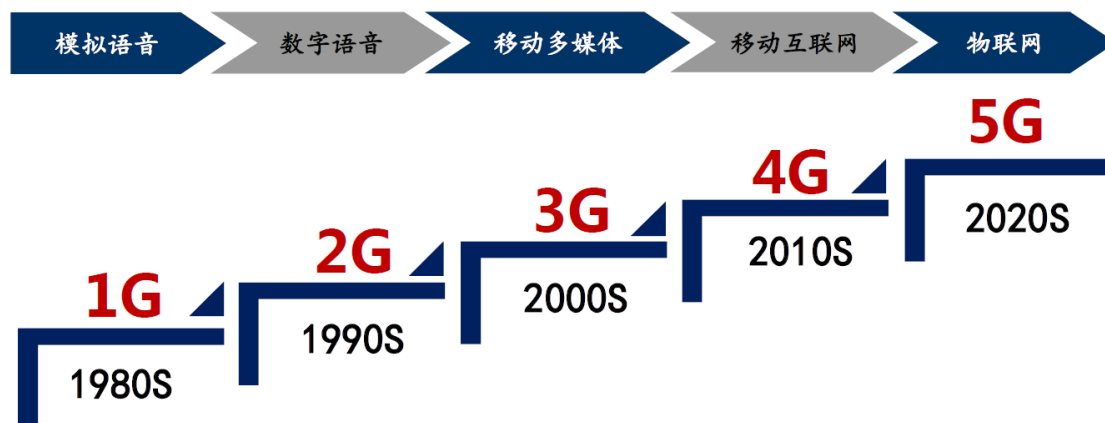 模拟语音
数字语音
移动多媒体
移动互联网
物联网
1G
1980S
2G
1990S
3G
2000S
4G
2010S
5G
2020S